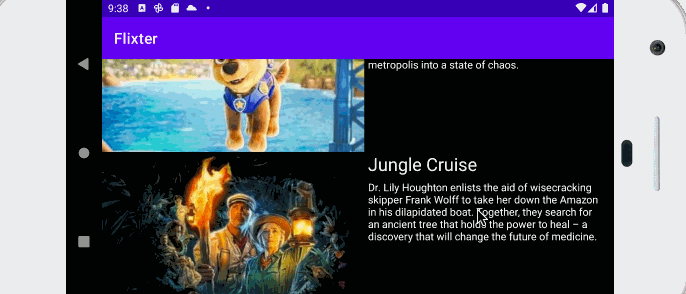 9:38
Flixter
metropolis into a state of chaos.
Jungle Cruise
Dr. Lily Houghton enlists the aid of wisecracking
skipper Frank Wolff to take her down the Amazon
in his dilapidated boat. Together, they search for
an ancient tree that holds the power to heal – a
discovery that will change the future of medicine.